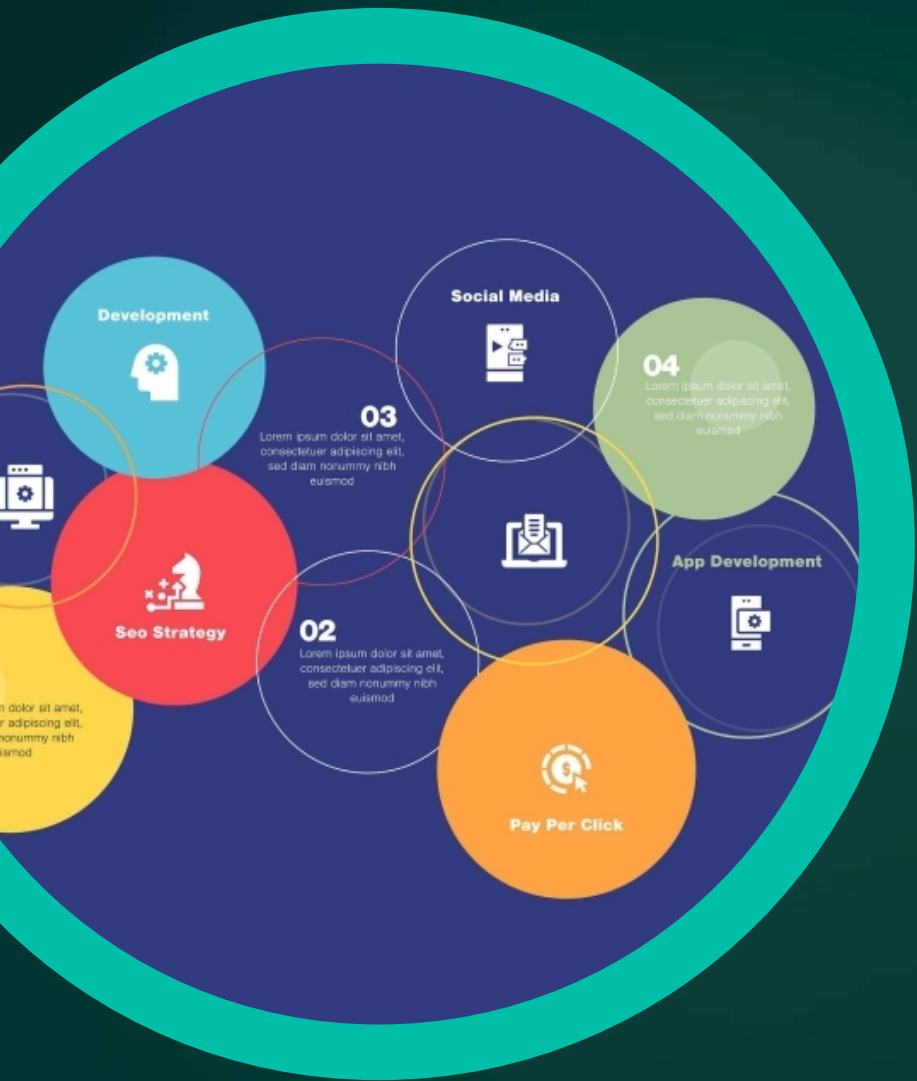 Development
Social Media
04
Lorem ipsum dolor sit amet,
consectetuer adipiscing elit,
sed diam nonummy nibh
euismod
03
Lorem ipsum dolor sit amet,
consectetuer adipiscing elit,
sed diam nonummy nibh
euismod
App Development
Seo Strategy
02
Lorem ipsum dolor sit amet,
consectetuer adipiscing elit,
sed diam nonummy nibh
euismod
dolor sit amet,
adipiscing elit,
nonummy nibh
Pay Per Click